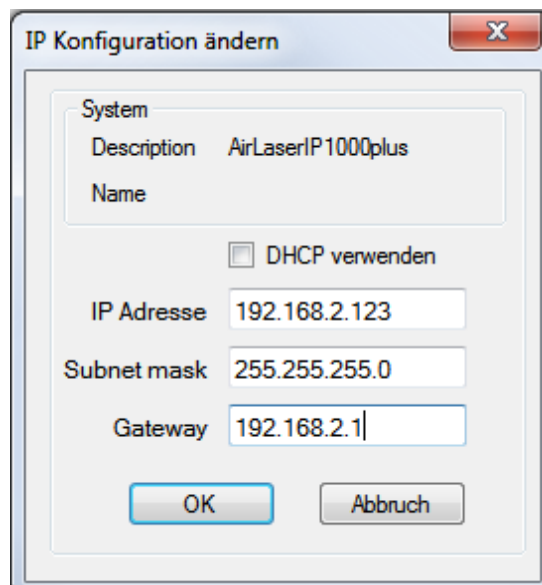 IP Konfiguration ändern
System
Description AirLaserIP1000plus
Name
DHCP verwenden
IP Adresse 192.168.2.123
Subnet mask 255.255.255.0
Gateway 192.168.2.1
OK Abbruch